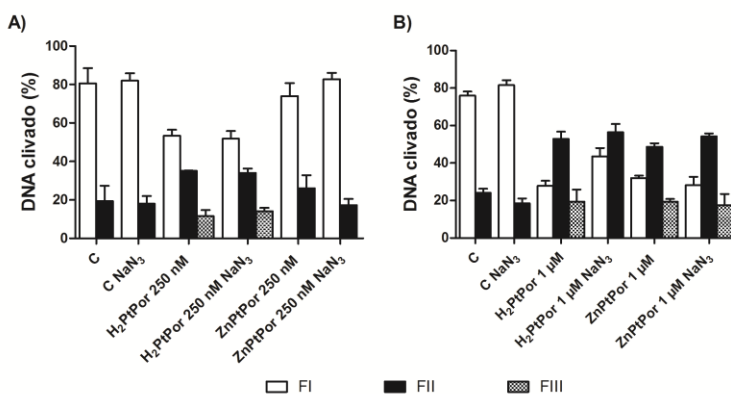 A)
DNA clivado (%)
100
80
60
40
20
0
C
C NaN₃
H₂PtPor 250 nM
H₂PtPor 250 nM NaN₃
ZnPtPor 250 nM
ZnPtPor 250 nM NaN₃
B)
DNA clivado (%)
100
80
60
40
20
0
C
C NaN₃
H₂PtPor 1 µM
H₂PtPor 1 µM NaN₃
ZnPtPor 1 µM
ZnPtPor 1 µM NaN₃
FI FII FIII